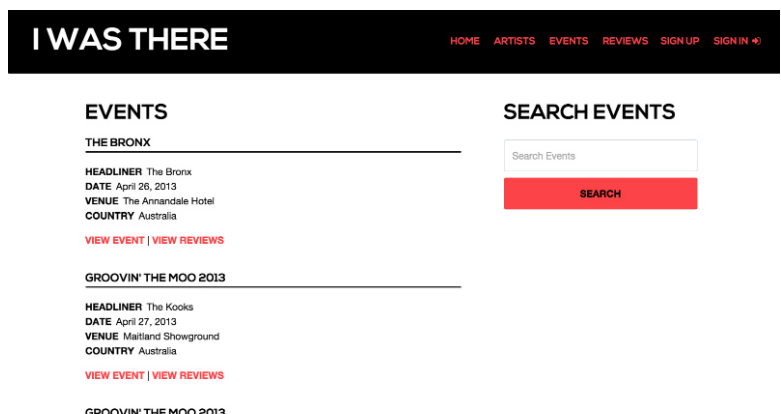 I WAS THERE
HOME ARTISTS EVENTS REVIEWS SIGN UP SIGN IN
EVENTS
THE BRONX
HEADLINER The Bronx
DATE April 26, 2013
VENUE The Annandale Hotel
COUNTRY Australia
VIEW EVENT | VIEW REVIEWS
GROOVIN' THE MOO 2013
HEADLINER The Kooks
DATE April 27, 2013
VENUE Maitland Showground
COUNTRY Australia
VIEW EVENT | VIEW REVIEWS
GROOVIN' THE MOO 2013
SEARCH EVENTS
Search Events
SEARCH